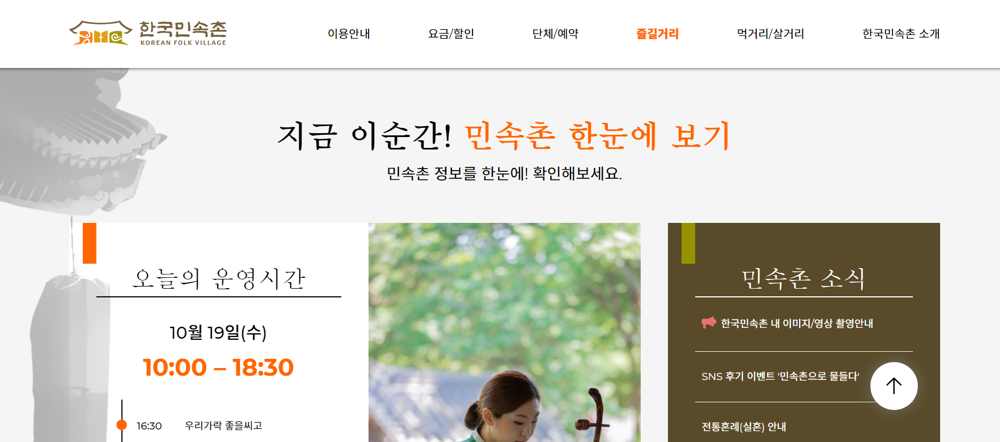 한국민속촌
KOREAN FOLK VILLAGE
이용안내
요금/할인
단체/예약
즐길거리
먹거리/살거리
한국민속촌 소개
지금 이순간! 민속촌 한눈에 보기
민속촌 정보를 한눈에! 확인해보세요.
오늘의 운영시간
10월 19일(수)
10:00 – 18:30
16:30 우리가락 좋을씨고
민속촌 소식
한국민속촌 내 이미지/영상 촬영안내
SNS 후기 이벤트 '민속촌으로 물들다'
전통혼례(실혼) 안내